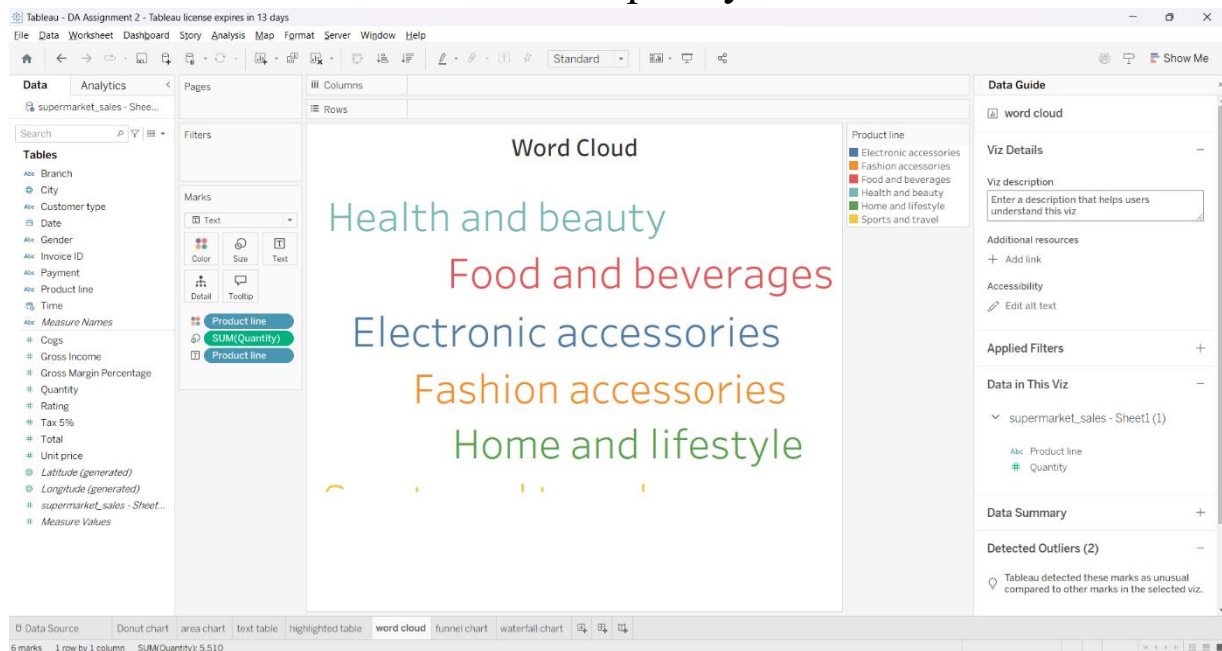 Tableau - DA Assignment 2 - Tableau license expires in 13 days
File Data Worksheet Dashboard Story Analysis Map Format Server Window Help
Standard
Show Me
Data Analytics
supermarket_sales - Shee...
Search
Tables
Abc Branch
City
Abc Customer type
Date
Abc Gender
Abc Invoice ID
Abc Payment
Abc Product line
Time
Abc Measure Names
# Cogs
# Gross Income
# Gross Margin Percentage
# Quantity
# Rating
# Tax 5%
# Total
# Unit price
Latitude (generated)
Longitude (generated)
# supermarket_sales - Sheet...
# Measure Values
Pages
Filters
Marks
Text
Color Size Text
Detail Tooltip
Product line
SUM(Quantity)
Product line
Columns
Rows
Word Cloud
Health and beauty
Food and beverages
Electronic accessories
Fashion accessories
Home and lifestyle
Product line
Electronic accessories
Fashion accessories
Food and beverages
Health and beauty
Home and lifestyle
Sports and travel
Data Guide
word cloud
Viz Details
Viz description
Enter a description that helps users
understand this viz
Additional resources
+ Add link
Accessibility
Edit alt text
Applied Filters
Data in This Viz
supermarket_sales - Sheet1 (1)
Abc Product line
# Quantity
Data Summary
Detected Outliers (2)
Tableau detected these marks as unusual
compared to other marks in the selected viz.
Data Source Donut chart area chart text table highlighted table word cloud funnel chart waterfall chart
6 marks 1 row by 1 column SUM(Quantity): 5,510